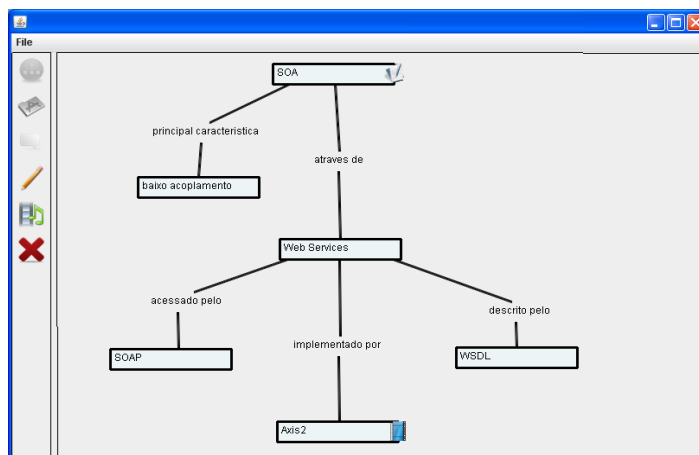 File
SOA
principal caracteristica
atraves de
baixo acoplamento
Web Services
acessado pelo
descrito pelo
implementado por
SOAP
WSDL
Axis2